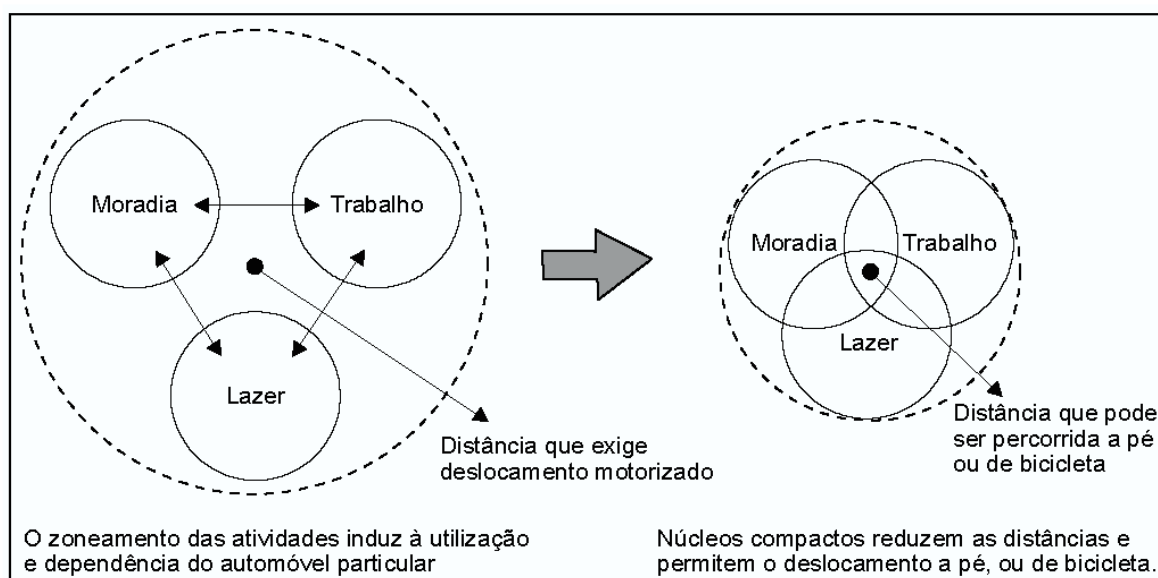 Moradia
Trabalho
Lazer
Distância que exige
deslocamento motorizado
O zoneamento das atividades induz à utilização
e dependência do automóvel particular
Moradia
Trabalho
Lazer
Distância que pode
ser percorrida a pé
ou de bicicleta
Núcleos compactos reduzem as distâncias e
permitem o deslocamento a pé, ou de bicicleta.